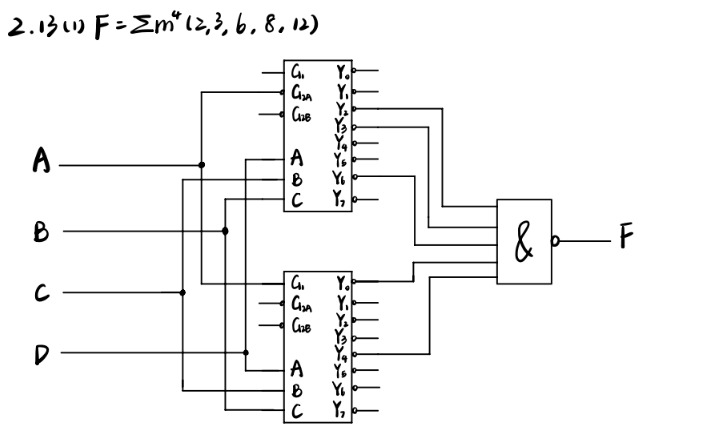 2.13(1) F = Σm⁴(2,3,6,8,12)
G₁ Y₀
G₂A Y₁
G₂B Y₂
Y₃
Y₄
A Y₅
B Y₆
C Y₇
A
B
C
D
& F
G₁ Y₀
G₂A Y₁
G₂B Y₂
Y₃
Y₄
A Y₅
B Y₆
C Y₇